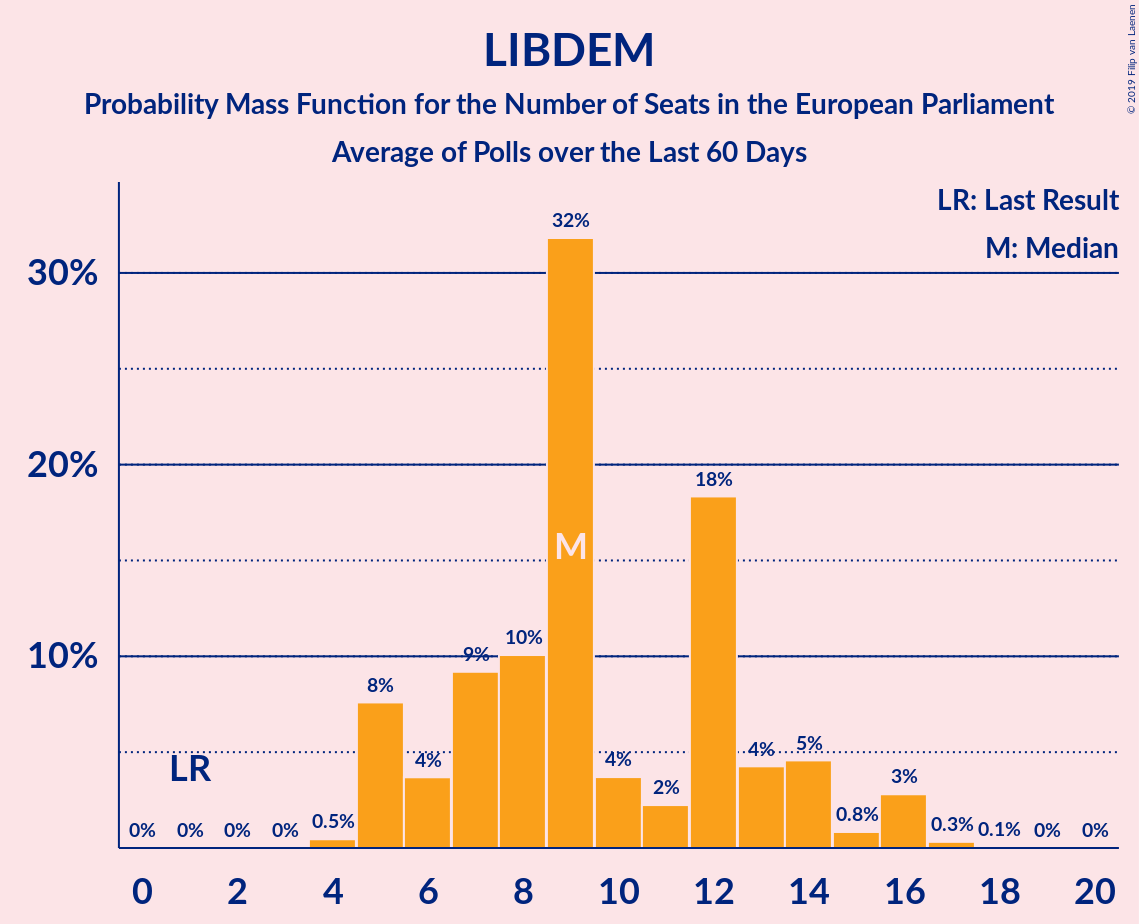 LIBDEM
Probability Mass Function for the Number of Seats in the European Parliament
Average of Polls over the Last 60 Days
© 2019 Filip van Laenen
LR: Last Result
M: Median
30%
20%
10%
0%
0%
0%
0%
0.5%
8%
4%
9%
10%
32%
4%
2%
18%
4%
5%
0.8%
3%
0.3%
0.1%
0%
0%
LR
M
0 2 4 6 8 10 12 14 16 18 20